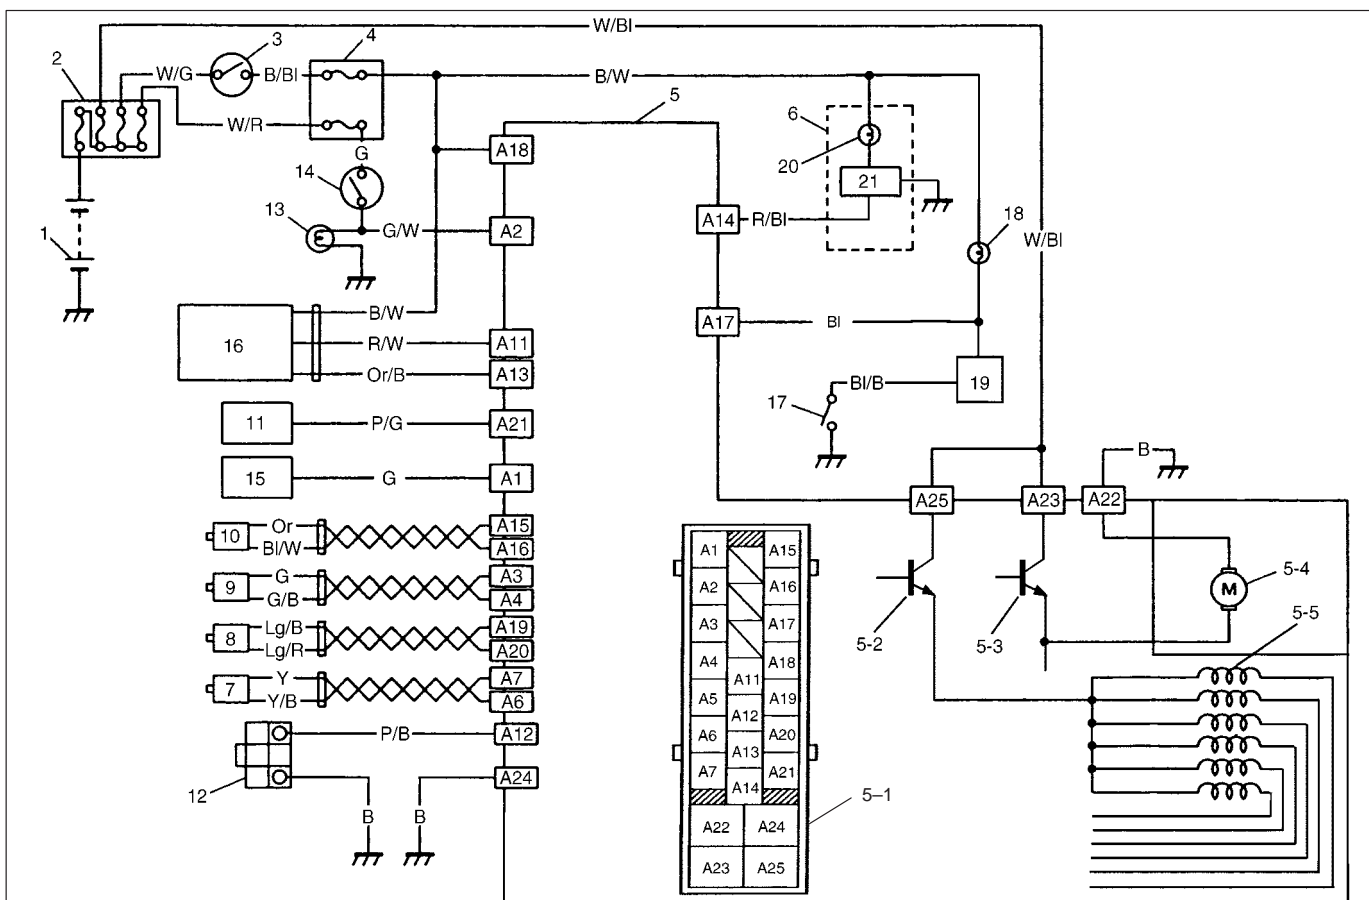 W/Bl
3
4
2
W/G
B/Bl
B/W
5
6
W/R
20
G
A18
14
21
13
A14
R/Bl
18
G/W
A2
W/Bl
1
B/W
A17
Bl
16
R/W
A11
Or/B
A13
19
Bl/B
17
11
P/G
A21
B
15
G
A1
A25
A23
A22
10
Or
Bl/W
A15
A16
9
G
G/B
A3
A4
8
Lg/B
Lg/R
A19
A20
7
Y
Y/B
A7
A6
P/B
A12
12
A24
B
B
5-2
5-3
M
5-4
5-5
A1
A15
A2
A16
A3
A17
A4
A18
A11
A5
A19
A12
A6
A20
A13
A7
A21
A14
5–1
A22
A24
A23
A25